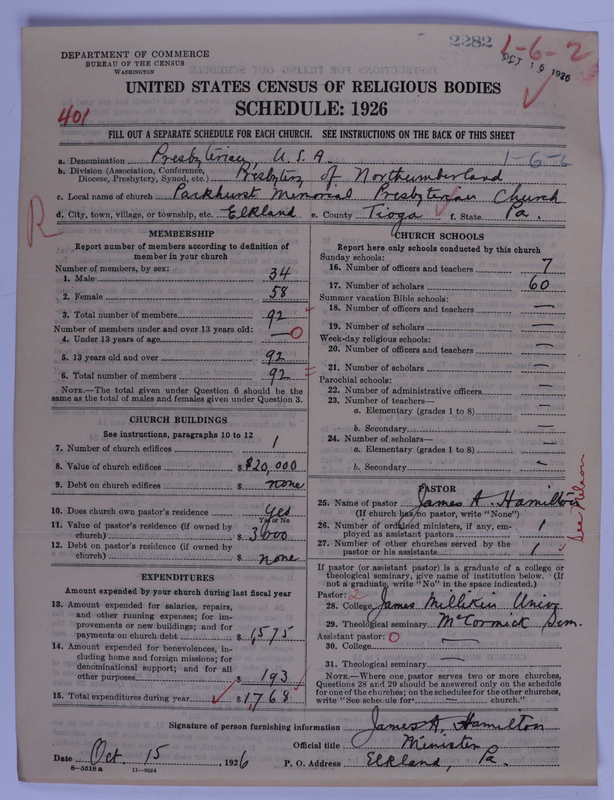 2282
1-6-2
OCT 16 1926
DEPARTMENT OF COMMERCE
BUREAU OF THE CENSUS
WASHINGTON
UNITED STATES CENSUS OF RELIGIOUS BODIES
SCHEDULE: 1926
401
FILL OUT A SEPARATE SCHEDULE FOR EACH CHURCH. SEE INSTRUCTIONS ON THE BACK OF THIS SHEET
a. Denomination Presbyterian, U.S.A. 1-6-2
b. Division (Association, Conference, Diocese, Presbytery, Synod, etc.) Presbytery of Northumberland
c. Local name of church Parkhurst Memorial Presbyterian Church
d. City, town, village, or township, etc. Elkland e. County Tioga f. State Pa.
R
MEMBERSHIP
Report number of members according to definition of
member in your church
Number of members, by sex:
1. Male 34
2. Female 58
3. Total number of members 92
Number of members under and over 13 years old:
4. Under 13 years of age — 0
5. 13 years old and over 92
6. Total number of members 92
NOTE.—The total given under Question 6 should be
same as the total of males and females given under Question 3.
CHURCH BUILDINGS
See instructions, paragraphs 10 to 12
7. Number of church edifices 1
8. Value of church edifices $ $20,000
9. Debt on church edifices $ none
10. Does church own pastor's residence yes
Yes or No
11. Value of pastor's residence (if owned by
church) $ 3000
12. Debt on pastor's residence (if owned by
church) $ none
EXPENDITURES
Amount expended by your church during last fiscal year
13. Amount expended for salaries, repairs,
and other running expenses; for im-
provements or new buildings; and for
payments on church debt $ 1,575
14. Amount expended for benevolences, in-
cluding home and foreign missions; for
denominational support; and for all
other purposes $ 193
15. Total expenditures during year $ 1768
CHURCH SCHOOLS
Report here only schools conducted by this church
Sunday schools:
16. Number of officers and teachers 7
17. Number of scholars 60
Summer vacation Bible schools:
18. Number of officers and teachers —
19. Number of scholars —
Week-day religious schools:
20. Number of officers and teachers —
21. Number of scholars —
Parochial schools:
22. Number of administrative officers —
23. Number of teachers—
a. Elementary (grades 1 to 8) —
b. Secondary —
24. Number of scholars—
a. Elementary (grades 1 to 8) —
b. Secondary —
PASTOR
25. Name of pastor James A. Hamilton
(If church has no pastor, write "None")
26. Number of ordained ministers, if any, em-
ployed as assistant pastors 1
27. Number of other churches served by the
pastor or his assistants 1
See Nelson
If pastor (or assistant pastor) is a graduate of a college or
theological seminary, give name of institution below. (If
not a graduate, write "No" in the space indicated.)
Pastor: 2
28. College James Millikin Univ.
29. Theological seminary McCormick Sem.
Assistant pastor: 0
30. College —
31. Theological seminary —
NOTE.—Where one pastor serves two or more churches,
Questions 28 and 29 should be answered only on the schedule
for one of the churches; on the schedules for the other churches,
write "See schedule for — church."
Signature of person furnishing information James A. Hamilton
Official title Minister
Date Oct. 15, 1926 P. O. Address Elkland, Pa.
8-5518 a 11-9054